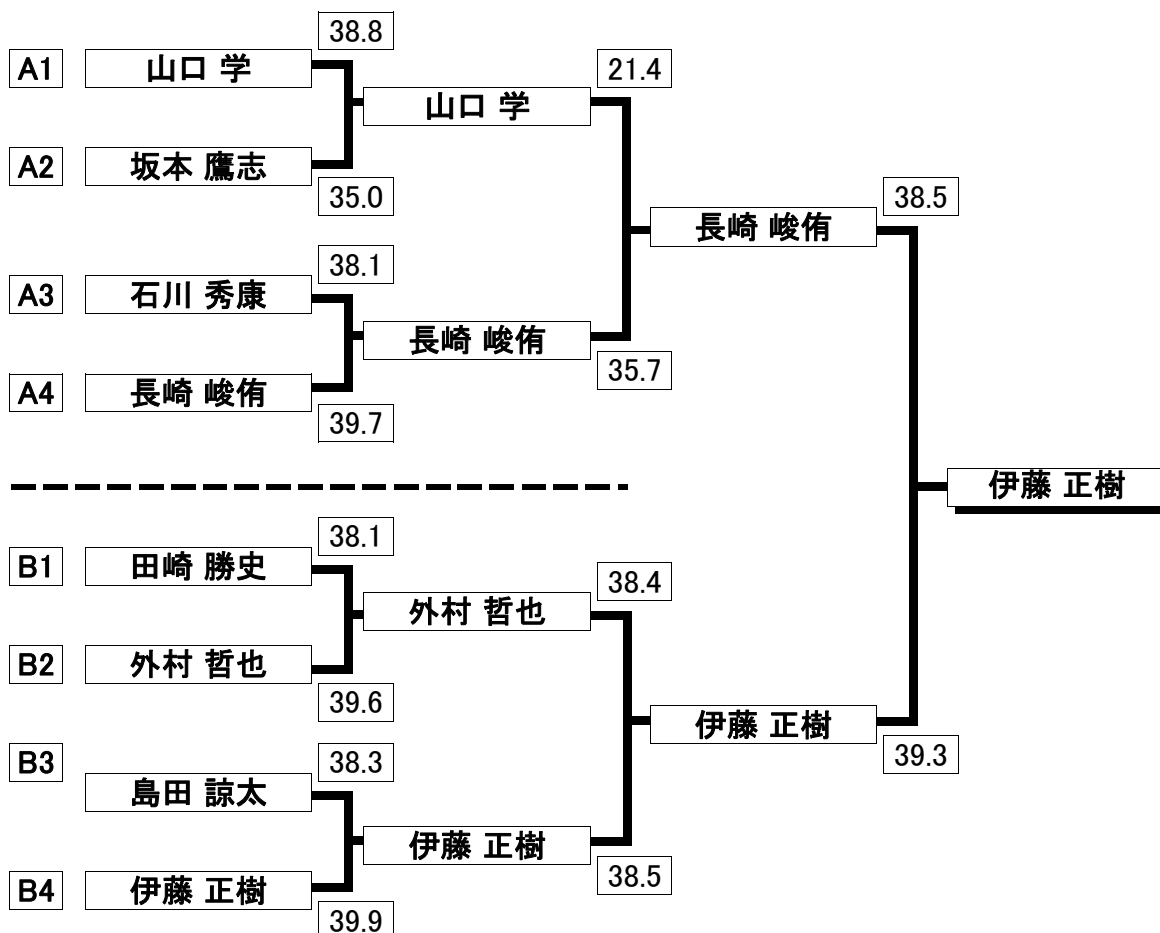 38.8
A1 山口 学
21.4
山口 学
A2 坂本 鷹志
35.0
38.5
長崎 峻侑
38.1
A3 石川 秀康
長崎 峻侑
35.7
A4 長崎 峻侑
39.7
伊藤 正樹
38.1
B1 田崎 勝史
38.4
外村 哲也
B2 外村 哲也
39.6
伊藤 正樹
39.3
B3
38.3
島田 諒太
伊藤 正樹
38.5
B4 伊藤 正樹
39.9